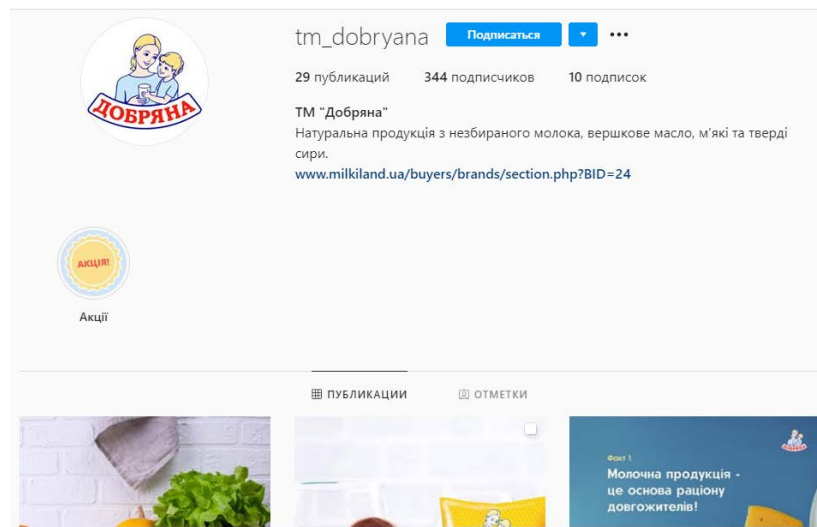 ДОБРЯНА
tm_dobryana Подписаться
29 публикаций 344 подписчиков 10 подписок
ТМ "Добряна"
Натуральна продукція з незбираного молока, вершкове масло, м'які та тверді
сири.
www.milkiland.ua/buyers/brands/section.php?BID=24
АКЦІЯ!
Акції
ПУБЛИКАЦИИ ОТМЕТКИ
Факт 1
Молочна продукція -
це основа раціону
довгожителів!